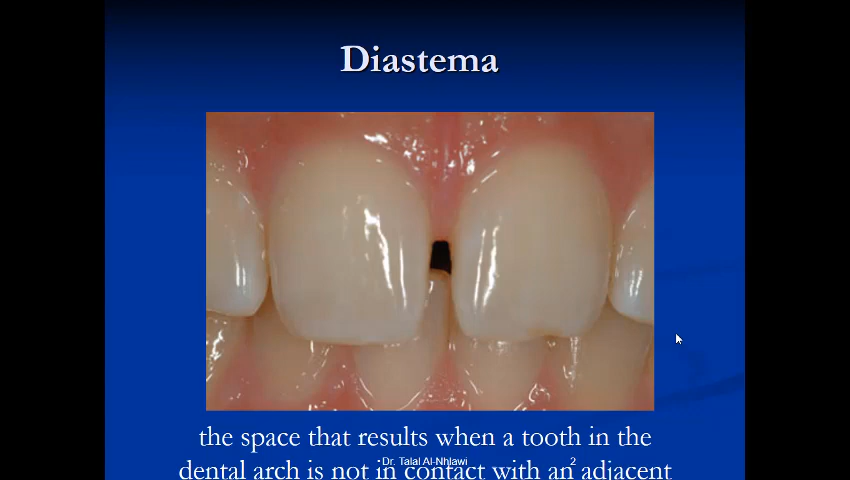 Diastema
the space that results when a tooth in the
Dr. Talal Al-Nhlawi
2
dental arch is not in contact with an adjacent